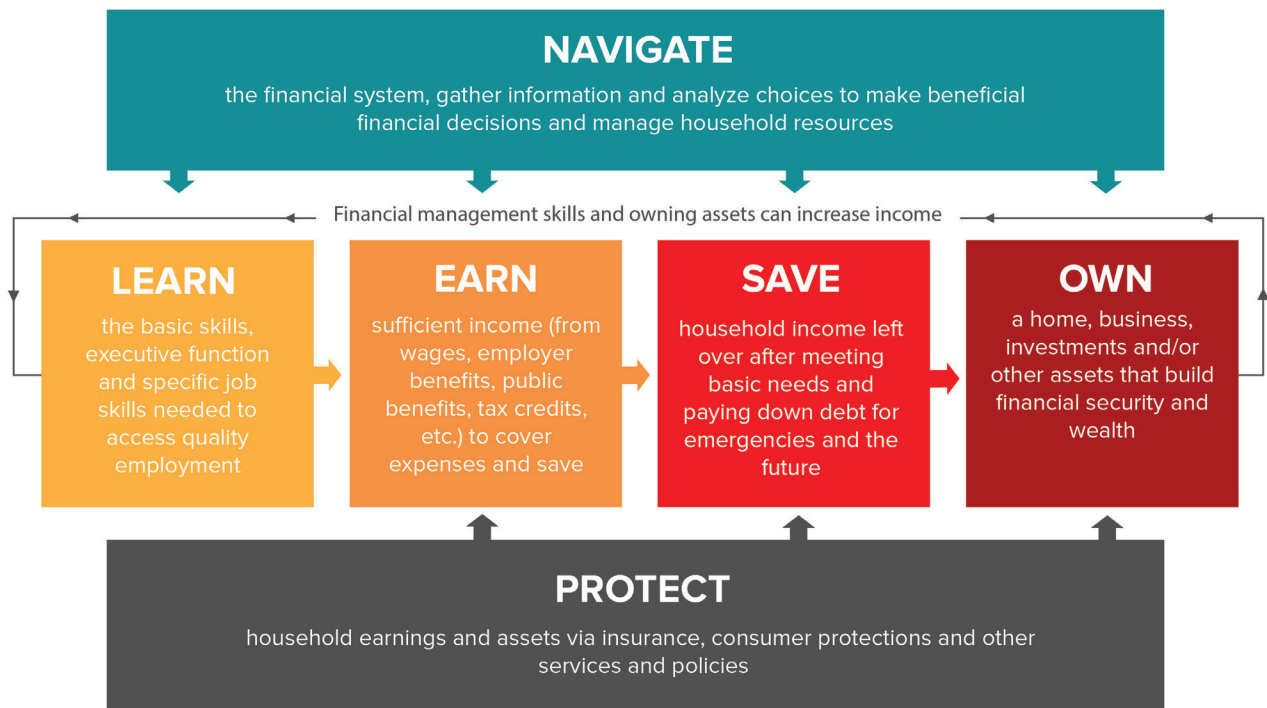 NAVIGATE
the financial system, gather information and analyze choices to make beneficial
financial decisions and manage household resources
Financial management skills and owning assets can increase income
LEARN
the basic skills,
executive function
and specific job
skills needed to
access quality
employment
EARN
sufficient income (from
wages, employer
benefits, public
benefits, tax credits,
etc.) to cover
expenses and save
SAVE
household income left
over after meeting
basic needs and
paying down debt for
emergencies and the
future
OWN
a home, business,
investments and/or
other assets that build
financial security and
wealth
PROTECT
household earnings and assets via insurance, consumer protections and other
services and policies